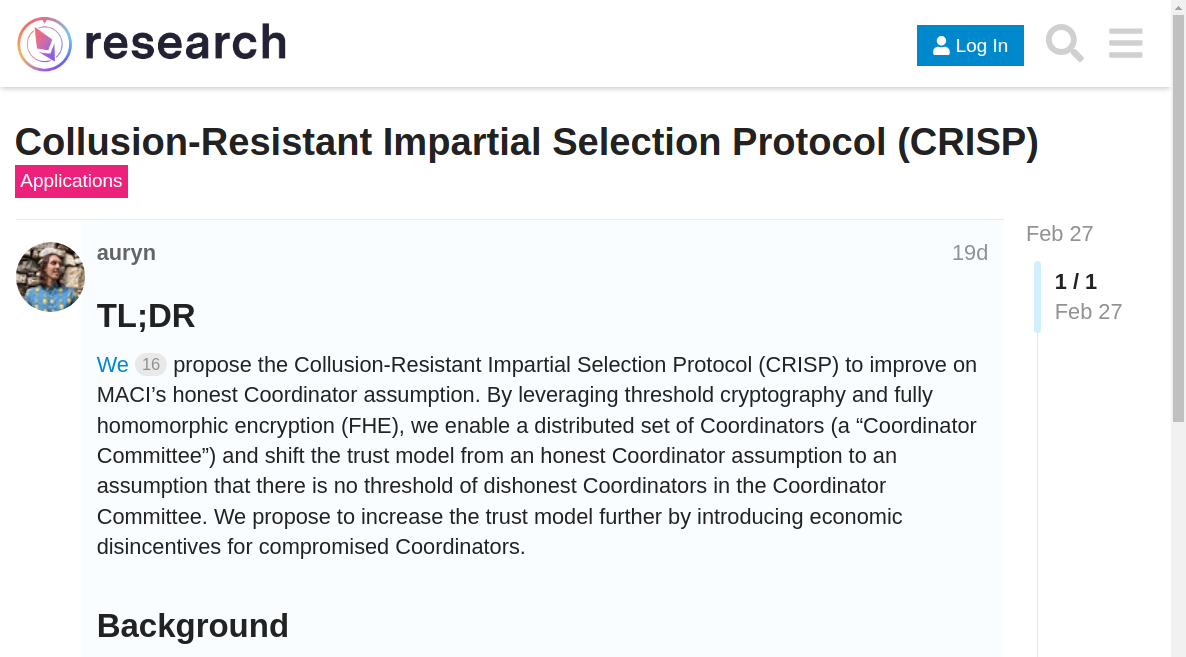 research
Log In
Collusion-Resistant Impartial Selection Protocol (CRISP)
Applications
auryn
19d
Feb 27
1 / 1
Feb 27
TL;DR
We 16 propose the Collusion-Resistant Impartial Selection Protocol (CRISP) to improve on
MACI’s honest Coordinator assumption. By leveraging threshold cryptography and fully
homomorphic encryption (FHE), we enable a distributed set of Coordinators (a “Coordinator
Committee”) and shift the trust model from an honest Coordinator assumption to an
assumption that there is no threshold of dishonest Coordinators in the Coordinator
Committee. We propose to increase the trust model further by introducing economic
disincentives for compromised Coordinators.
Background